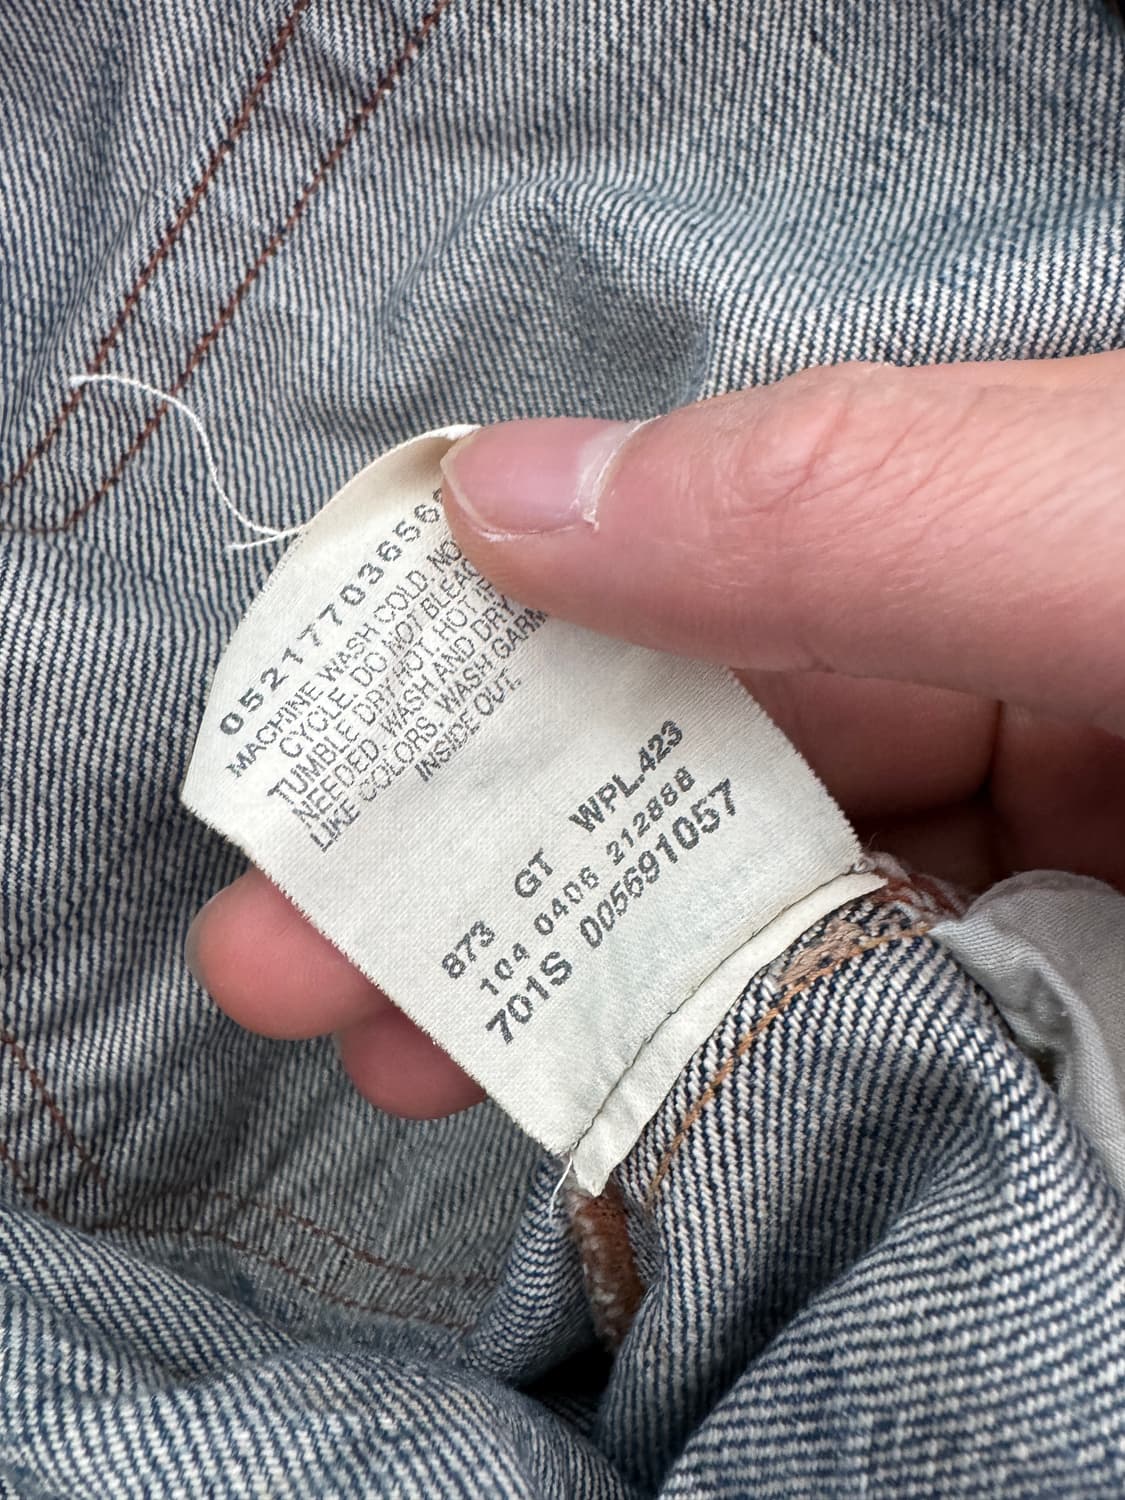 052177036568
MACHINE WASH COLD. NO
CYCLE. DO NOT BLEAC
TUMBLE DRY HOT. HOT
NEEDED. WASH AND DRY
LIKE COLORS. WASH GARM
INSIDE OUT.
873 GT WPL.423
104 0406 212888
701S 005691057